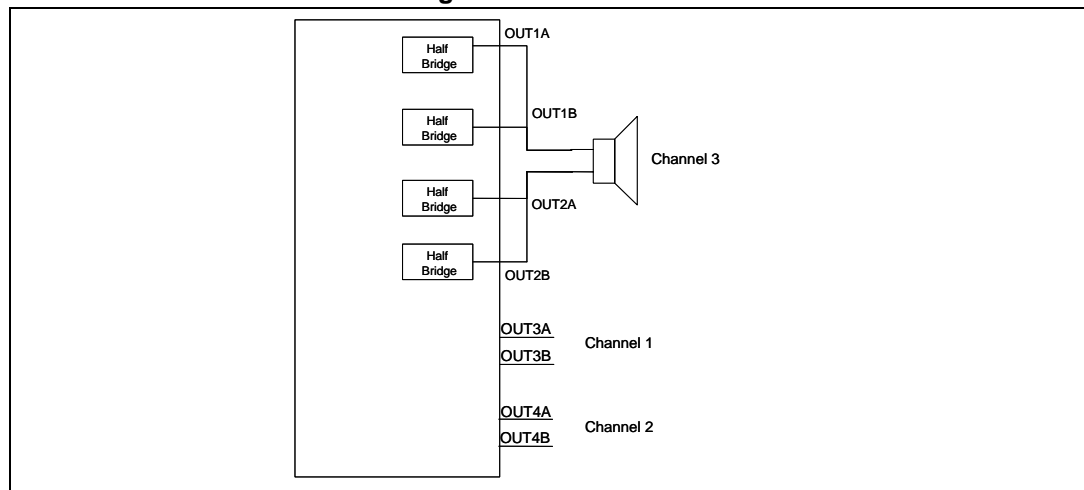 OUT1A
Half
Bridge
OUT1B
Half
Bridge
Channel 3
Half
Bridge
OUT2A
Half
Bridge
OUT2B
OUT3A
Channel 1
OUT3B
OUT4A
Channel 2
OUT4B